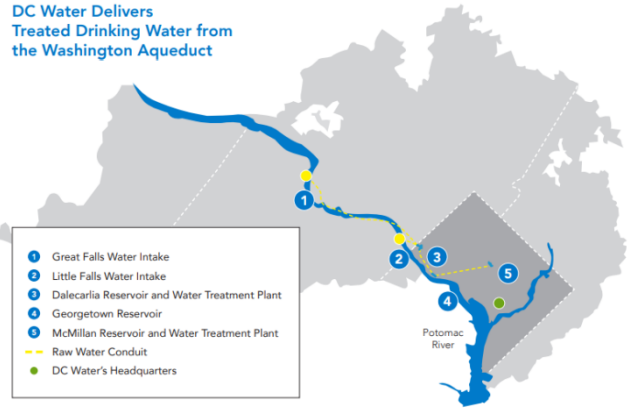 DC Water Delivers
Treated Drinking Water from
the Washington Aqueduct
1
2
3
4
5
Potomac
River
1 Great Falls Water Intake
2 Little Falls Water Intake
3 Dalecarlia Reservoir and Water Treatment Plant
4 Georgetown Reservoir
5 McMillan Reservoir and Water Treatment Plant
Raw Water Conduit
DC Water's Headquarters